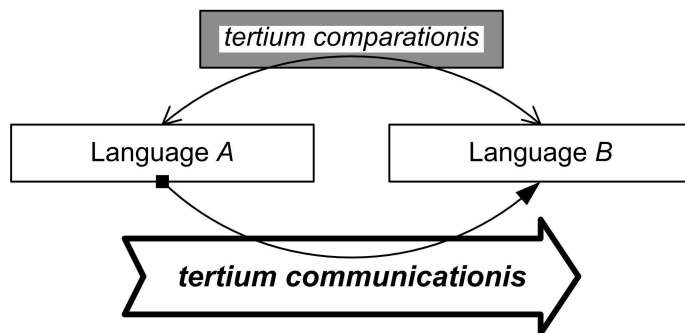 tertium comparationis
Language A
Language B
tertium communicationis